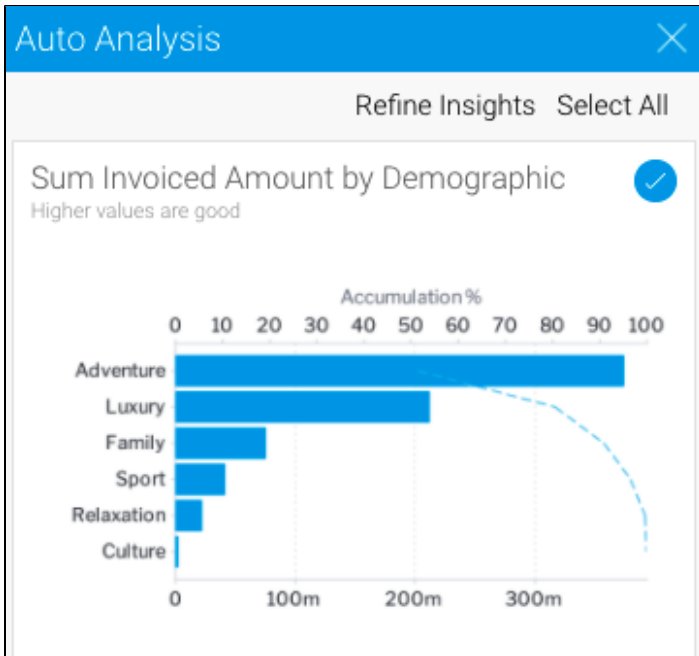 Auto Analysis
Refine Insights Select All
Sum Invoiced Amount by Demographic
Higher values are good
Accumulation %
0 10 20 30 40 50 60 70 80 90 100
Adventure
Luxury
Family
Sport
Relaxation
Culture
0 100m 200m 300m